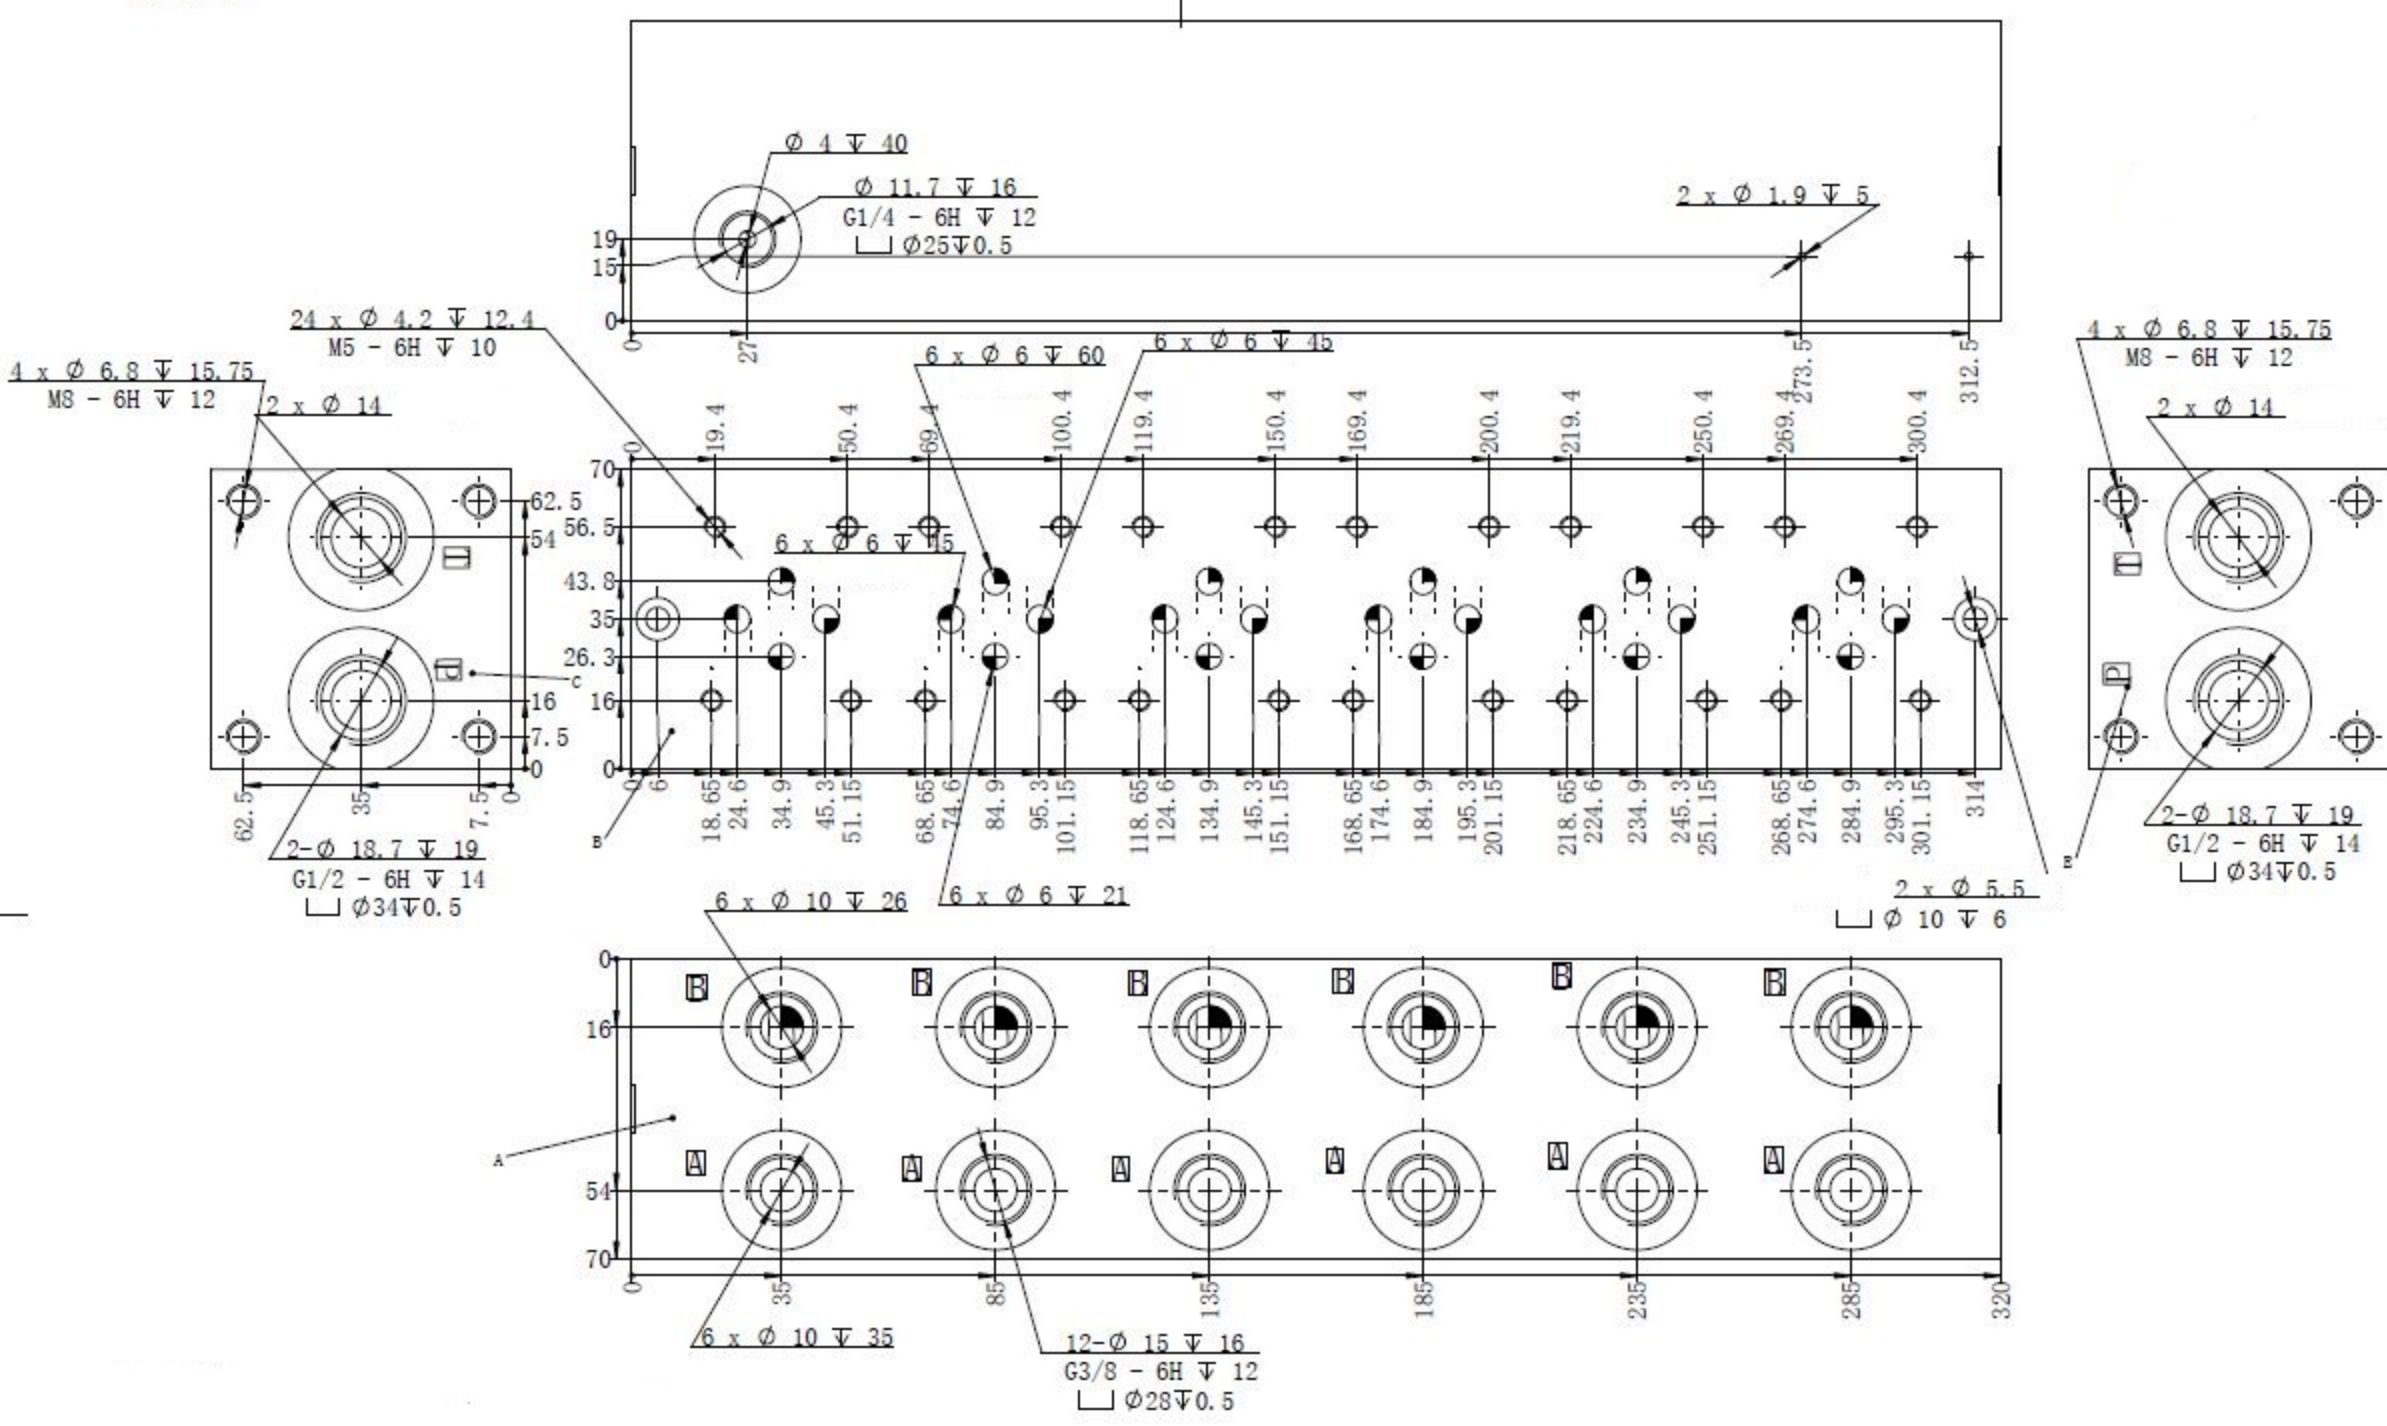 Ø 4 ↧ 40
Ø 11.7 ↧ 16
G1/4 - 6H ↧ 12
⌴ Ø25↧0.5
2 x Ø 1.9 ↧ 5
19
15
0
0
27
273.5
312.5
24 x Ø 4.2 ↧ 12.4
M5 - 6H ↧ 10
6 x Ø 6 ↧ 60
6 x Ø 6 ↧ 45
4 x Ø 6.8 ↧ 15.75
M8 - 6H ↧ 12
2 x Ø 14
4 x Ø 6.8 ↧ 15.75
M8 - 6H ↧ 12
2 x Ø 14
0
19.4
50.4
69.4
100.4
119.4
150.4
169.4
200.4
219.4
250.4
269.4
300.4
62.5
54
16
7.5
0
T
P
C
62.5
35
7.5
0
2-Ø 18.7 ↧ 19
G1/2 - 6H ↧ 14
⌴ Ø34↧0.5
70
56.5
43.8
35
26.3
16
0
6 x Ø 6 ↧ 45
0
6
18.65
24.6
34.9
45.3
51.15
68.65
74.6
84.9
95.3
101.15
118.65
124.6
134.9
145.3
151.15
168.65
174.6
184.9
195.3
201.15
218.65
224.6
234.9
245.3
251.15
268.65
274.6
284.9
295.3
301.15
314
B
6 x Ø 6 ↧ 21
2 x Ø 5.5
⌴ Ø 10 ↧ 6
T
P
2-Ø 18.7 ↧ 19
G1/2 - 6H ↧ 14
⌴ Ø34↧0.5
6 x Ø 10 ↧ 26
0
16
54
70
B
B
B
B
B
B
A
A
A
A
A
A
A
0
35
85
135
185
235
285
320
6 x Ø 10 ↧ 35
12-Ø 15 ↧ 16
G3/8 - 6H ↧ 12
⌴ Ø28↧0.5